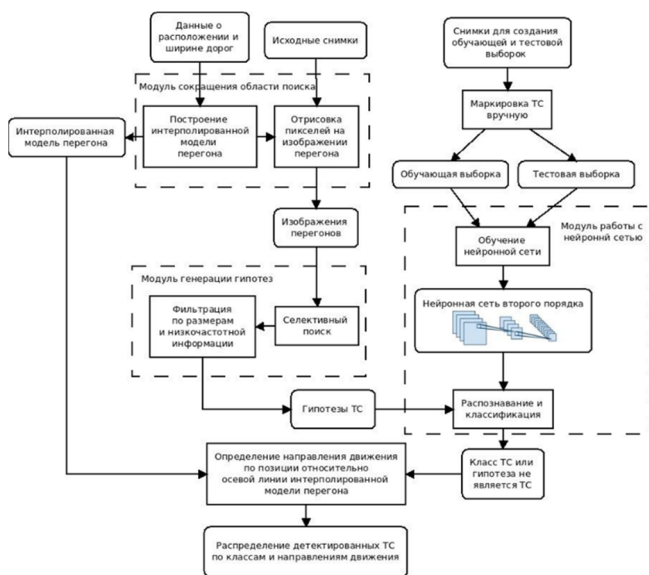 Данные о
расположении и
ширине дорог
Исходные снимки
Снимки для создания
обучающей и тестовой
выборок
Модуль сокращения области поиска
Маркировка ТС
вручную
Интерполированная
модель перегона
Построение
интерполированной
модели
перегона
Отрисовка
пикселей на
изображении
перегона
Обучающая выборка
Тестовая выборка
Изображения
перегонов
Модуль работы с
нейроннй сетью
Обучение
нейронной сети
Модуль генерации гипотез
Фильтрация
по размерам
и низкочастотной
информации
Селективный
поиск
Нейронная сеть второго порядка
Гипотезы ТС
Распознавание и
классификация
Определение направления движения
по позиции относительно
осевой линии интерполированной
модели перегона
Класс ТС или
гипотеза не
является ТС
Распределение детектированных ТС
по классам и направлениям движения